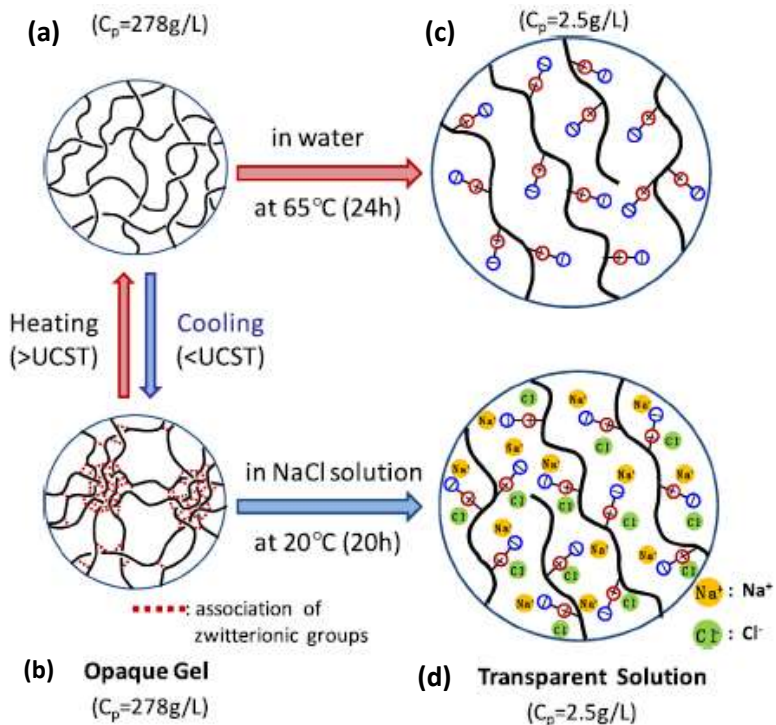 (a)
(Cp=278g/L)
(c)
(Cp=2.5g/L)
in water
at 65°C (24h)
Heating
(>UCST)
Cooling
(<UCST)
in NaCl solution
at 20°C (20h)
association of
zwitterionic groups
Na⁺ : Na⁺
Cl⁻ : Cl⁻
(b)
Opaque Gel
(Cp=278g/L)
(d)
Transparent Solution
(Cp=2.5g/L)